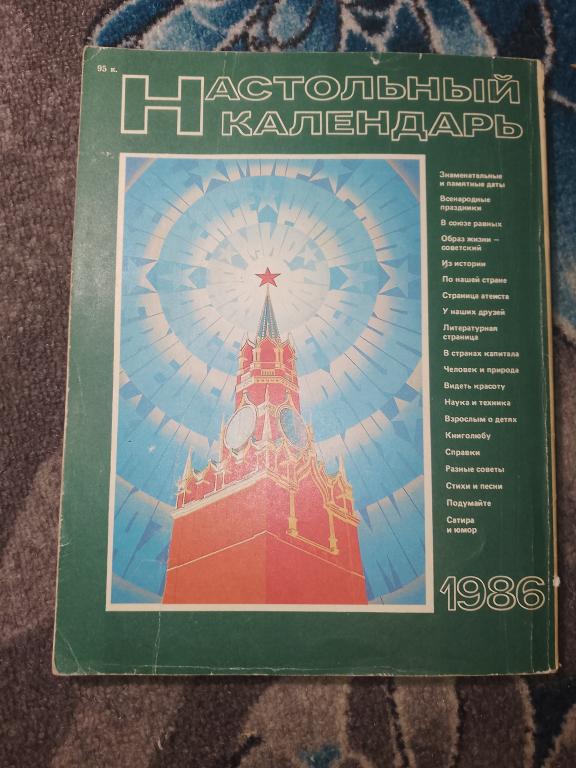 95 к.
НАСТОЛЬНЫЙ
КАЛЕНДАРЬ
Знаменательные
и памятные даты
Всенародные
праздники
В союзе равных
Образ жизни –
советский
Из истории
По нашей стране
Страница атеиста
У наших друзей
Литературная
страница
В странах капитала
Человек и природа
Видеть красоту
Наука и техника
Взрослым о детях
Книголюбу
Справки
Разные советы
Стихи и песни
Подумайте
Сатира
и юмор
1986